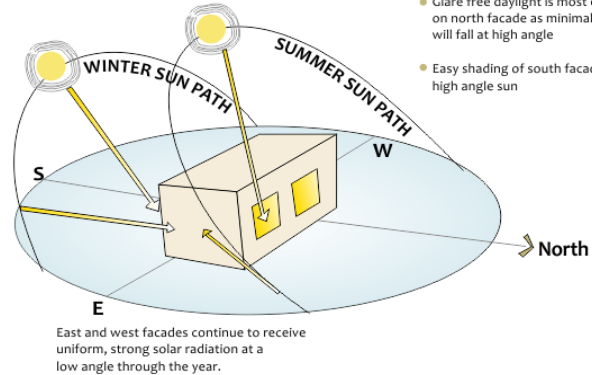 Glare free daylight is most
on north facade as minimal
will fall at high angle
Easy shading of south
high angle sun
WINTER SUN PATH
SUMMER SUN PATH
S
W
North
E
East and west facades continue to receive
uniform, strong solar radiation at a
low angle through the year.